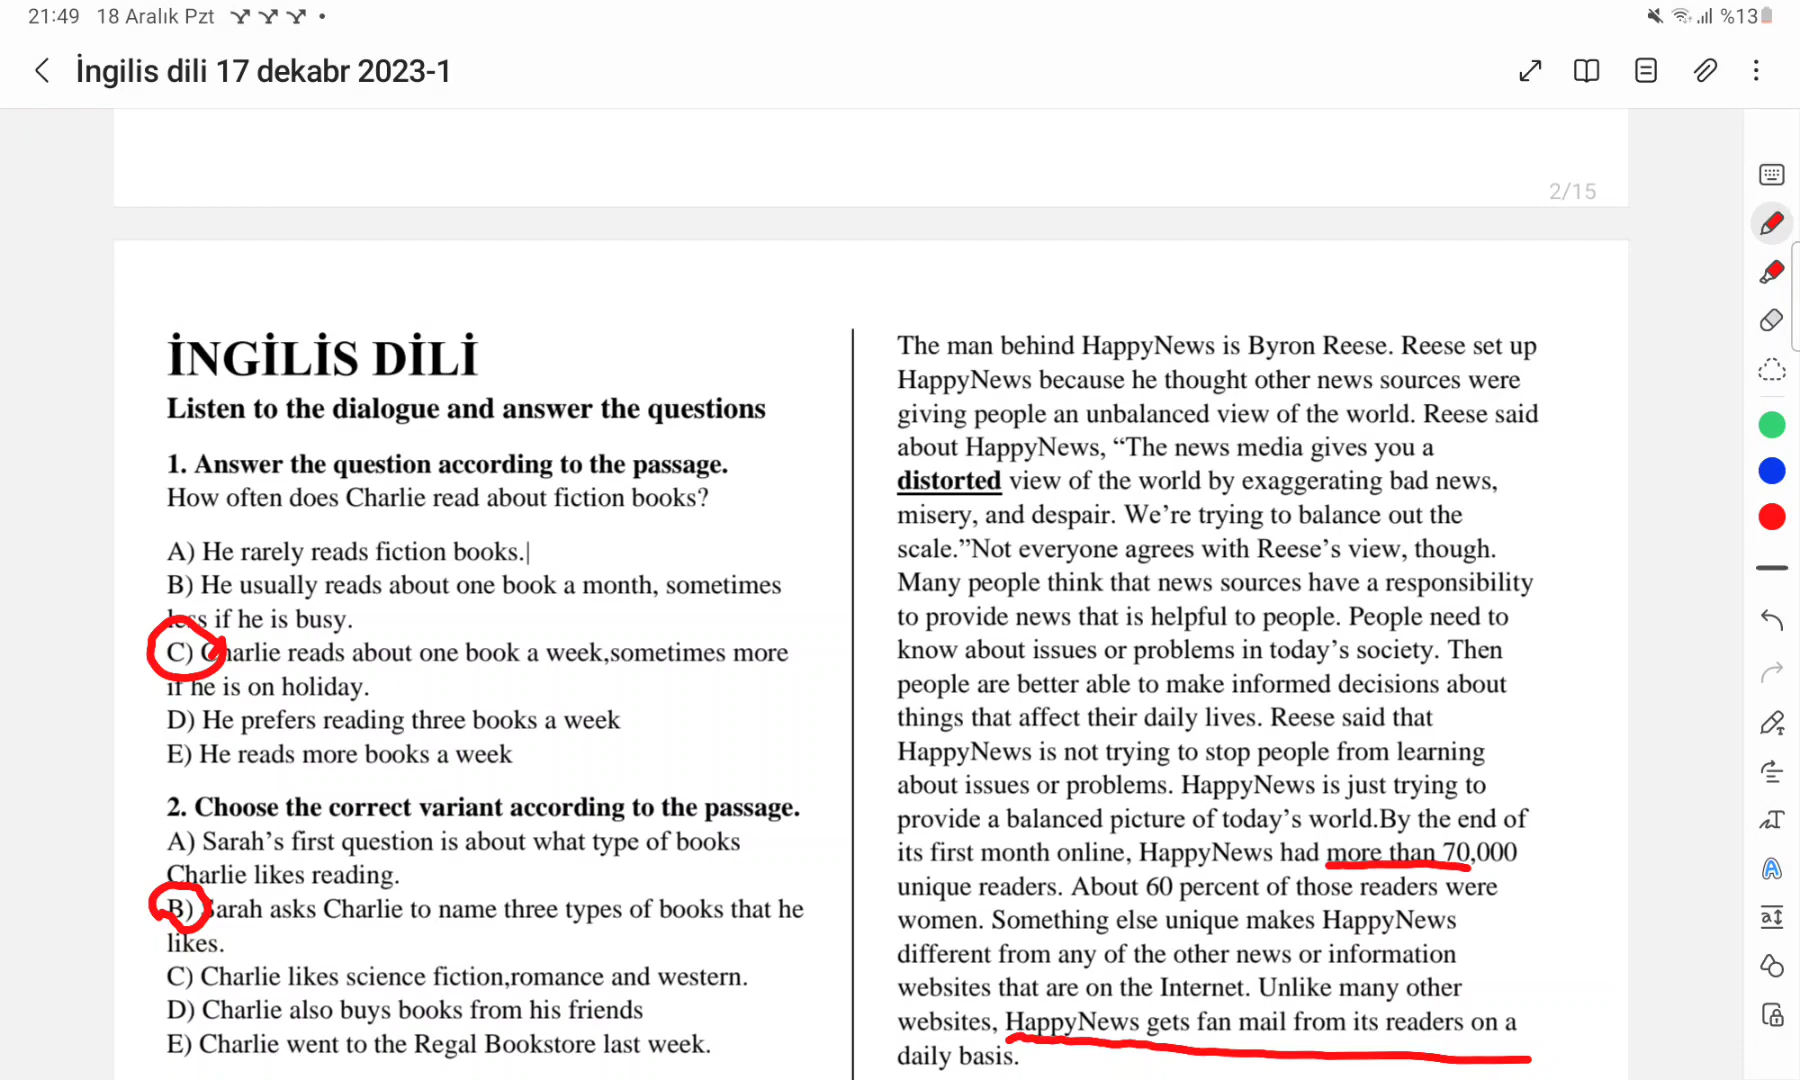 21:49 18 Aralık Pzt
%13
İngilis dili 17 dekabr 2023-1
2/15
İNGİLİS DİLİ
Listen to the dialogue and answer the questions
1. Answer the question according to the passage.
How often does Charlie read about fiction books?
A) He rarely reads fiction books.
B) He usually reads about one book a month, sometimes
less if he is busy.
C) Charlie reads about one book a week,sometimes more
if he is on holiday.
D) He prefers reading three books a week
E) He reads more books a week
2. Choose the correct variant according to the passage.
A) Sarah’s first question is about what type of books
Charlie likes reading.
B) Sarah asks Charlie to name three types of books that he
likes.
C) Charlie likes science fiction,romance and western.
D) Charlie also buys books from his friends
E) Charlie went to the Regal Bookstore last week.
The man behind HappyNews is Byron Reese. Reese set up
HappyNews because he thought other news sources were
giving people an unbalanced view of the world. Reese said
about HappyNews, “The news media gives you a
distorted view of the world by exaggerating bad news,
misery, and despair. We’re trying to balance out the
scale.”Not everyone agrees with Reese’s view, though.
Many people think that news sources have a responsibility
to provide news that is helpful to people. People need to
know about issues or problems in today’s society. Then
people are better able to make informed decisions about
things that affect their daily lives. Reese said that
HappyNews is not trying to stop people from learning
about issues or problems. HappyNews is just trying to
provide a balanced picture of today’s world.By the end of
its first month online, HappyNews had more than 70,000
unique readers. About 60 percent of those readers were
women. Something else unique makes HappyNews
different from any of the other news or information
websites that are on the Internet. Unlike many other
websites, HappyNews gets fan mail from its readers on a
daily basis.